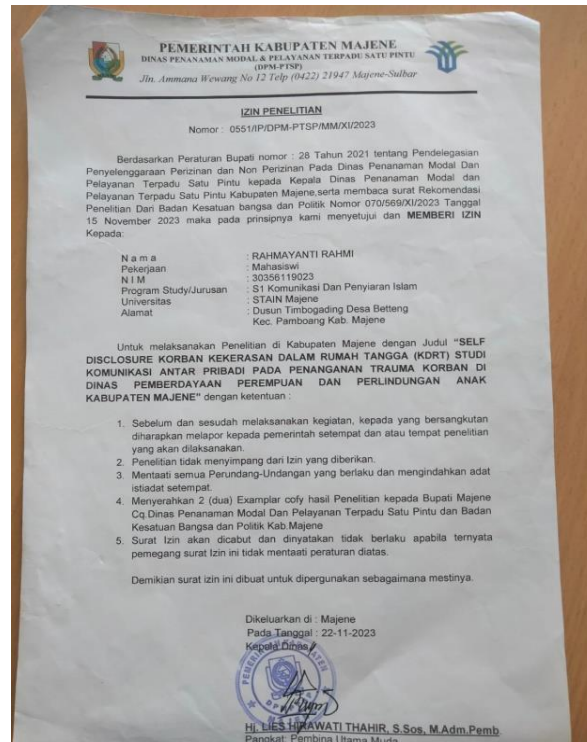 PEMERINTAH KABUPATEN MAJENE
DINAS PENANAMAN MODAL & PELAYANAN TERPADU SATU PINTU
(DPM-PTSP)
Jln. Ammana Wewang No 12 Telp (0422) 21947 Majene-Sulbar
IZIN PENELITIAN
Nomor : 0551/IP/DPM-PTSP/MM/XI/2023
Berdasarkan Peraturan Bupati nomor : 28 Tahun 2021 tentang Pendelegasian
Penyelenggaraan Perizinan dan Non Perizinan Pada Dinas Penanaman Modal Dan
Pelayanan Terpadu Satu Pintu kepada Kepala Dinas Penanaman Modal dan
Pelayanan Terpadu Satu Pintu Kabupaten Majene,serta membaca surat Rekomendasi
Penelitian Dari Badan Kesatuan bangsa dan Politik Nomor 070/569/XI/2023 Tanggal
15 November 2023 maka pada prinsipnya kami menyetujui dan MEMBERI IZIN
Kepada:
N a m a : RAHMAYANTI RAHMI
Pekerjaan : Mahasiswi
N I M : 30356119023
Program Study/Jurusan : S1 Komunikasi Dan Penyiaran Islam
Universitas : STAIN Majene
Alamat : Dusun Timbogading Desa Betteng
Kec. Pamboang Kab. Majene
Untuk melaksanakan Penelitian di Kabupaten Majene dengan Judul "SELF
DISCLOSURE KORBAN KEKERASAN DALAM RUMAH TANGGA (KDRT) STUDI
KOMUNIKASI ANTAR PRIBADI PADA PENANGANAN TRAUMA KORBAN DI
DINAS PEMBERDAYAAN PEREMPUAN DAN PERLINDUNGAN ANAK
KABUPATEN MAJENE" dengan ketentuan :
1. Sebelum dan sesudah melaksanakan kegiatan, kepada yang bersangkutan
diharapkan melapor kepada pemerintah setempat dan atau tempat penelitian
yang akan dilaksanakan.
2. Penelitian tidak menyimpang dari Izin yang diberikan.
3. Mentaati semua Perundang-Undangan yang berlaku dan mengindahkan adat
istiadat setempat.
4. Menyerahkan 2 (dua) Examplar cofy hasil Penelitian kepada Bupati Majene
Cq.Dinas Penanaman Modal Dan Pelayanan Terpadu Satu Pintu dan Badan
Kesatuan Bangsa dan Politik Kab.Majene
5. Surat Izin akan dicabut dan dinyatakan tidak berlaku apabila ternyata
pemegang surat Izin ini tidak mentaati peraturan diatas.
Demikian surat izin ini dibuat untuk dipergunakan sebagaimana mestinya.
Dikeluarkan di : Majene
Pada Tanggal : 22-11-2023
Kepala Dinas
Hj. LIES HIRAWATI THAHIR, S.Sos, M.Adm.Pemb.
Pangkat: Pembina Utama Muda